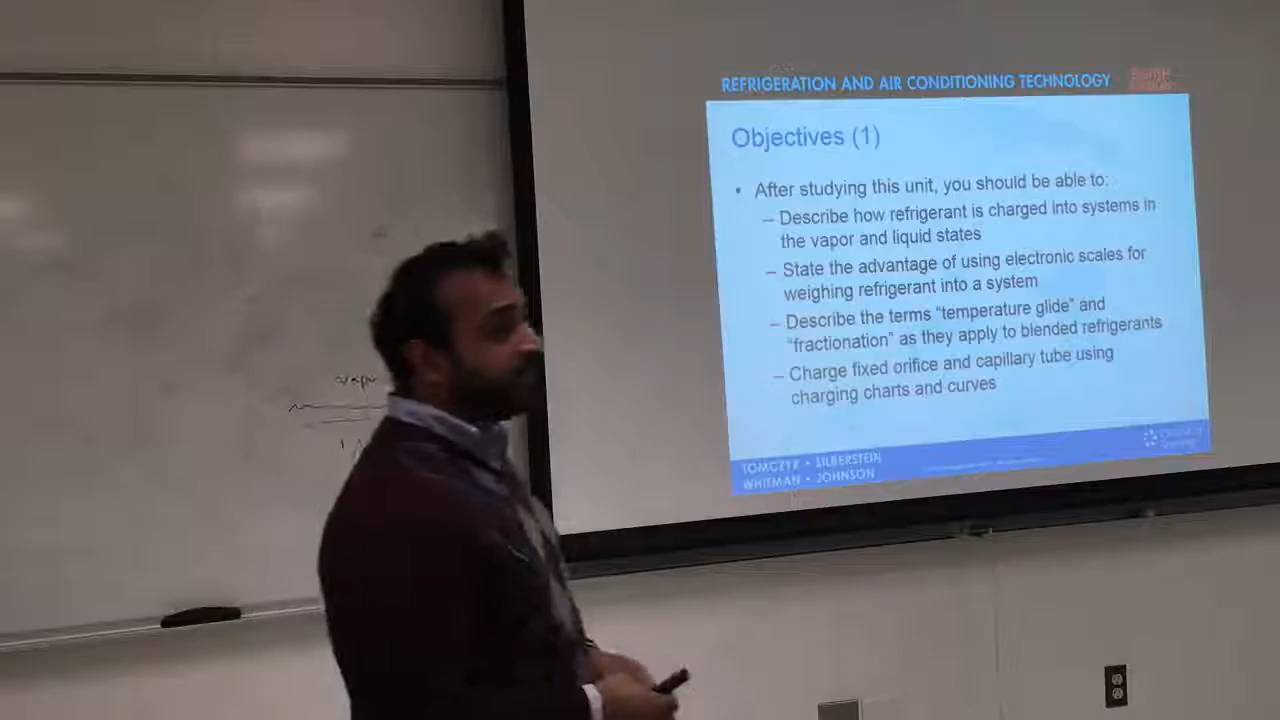 REFRIGERATION AND AIR CONDITIONING TECHNOLOGY
Objectives (1)
• After studying this unit, you should be able to:
– Describe how refrigerant is charged into systems in
the vapor and liquid states
– State the advantage of using electronic scales for
weighing refrigerant into a system
– Describe the terms “temperature glide” and
“fractionation” as they apply to blended refrigerants
– Charge fixed orifice and capillary tube using
charging charts and curves
TOMCZYK • SILBERSTEIN
WHITMAN • JOHNSON